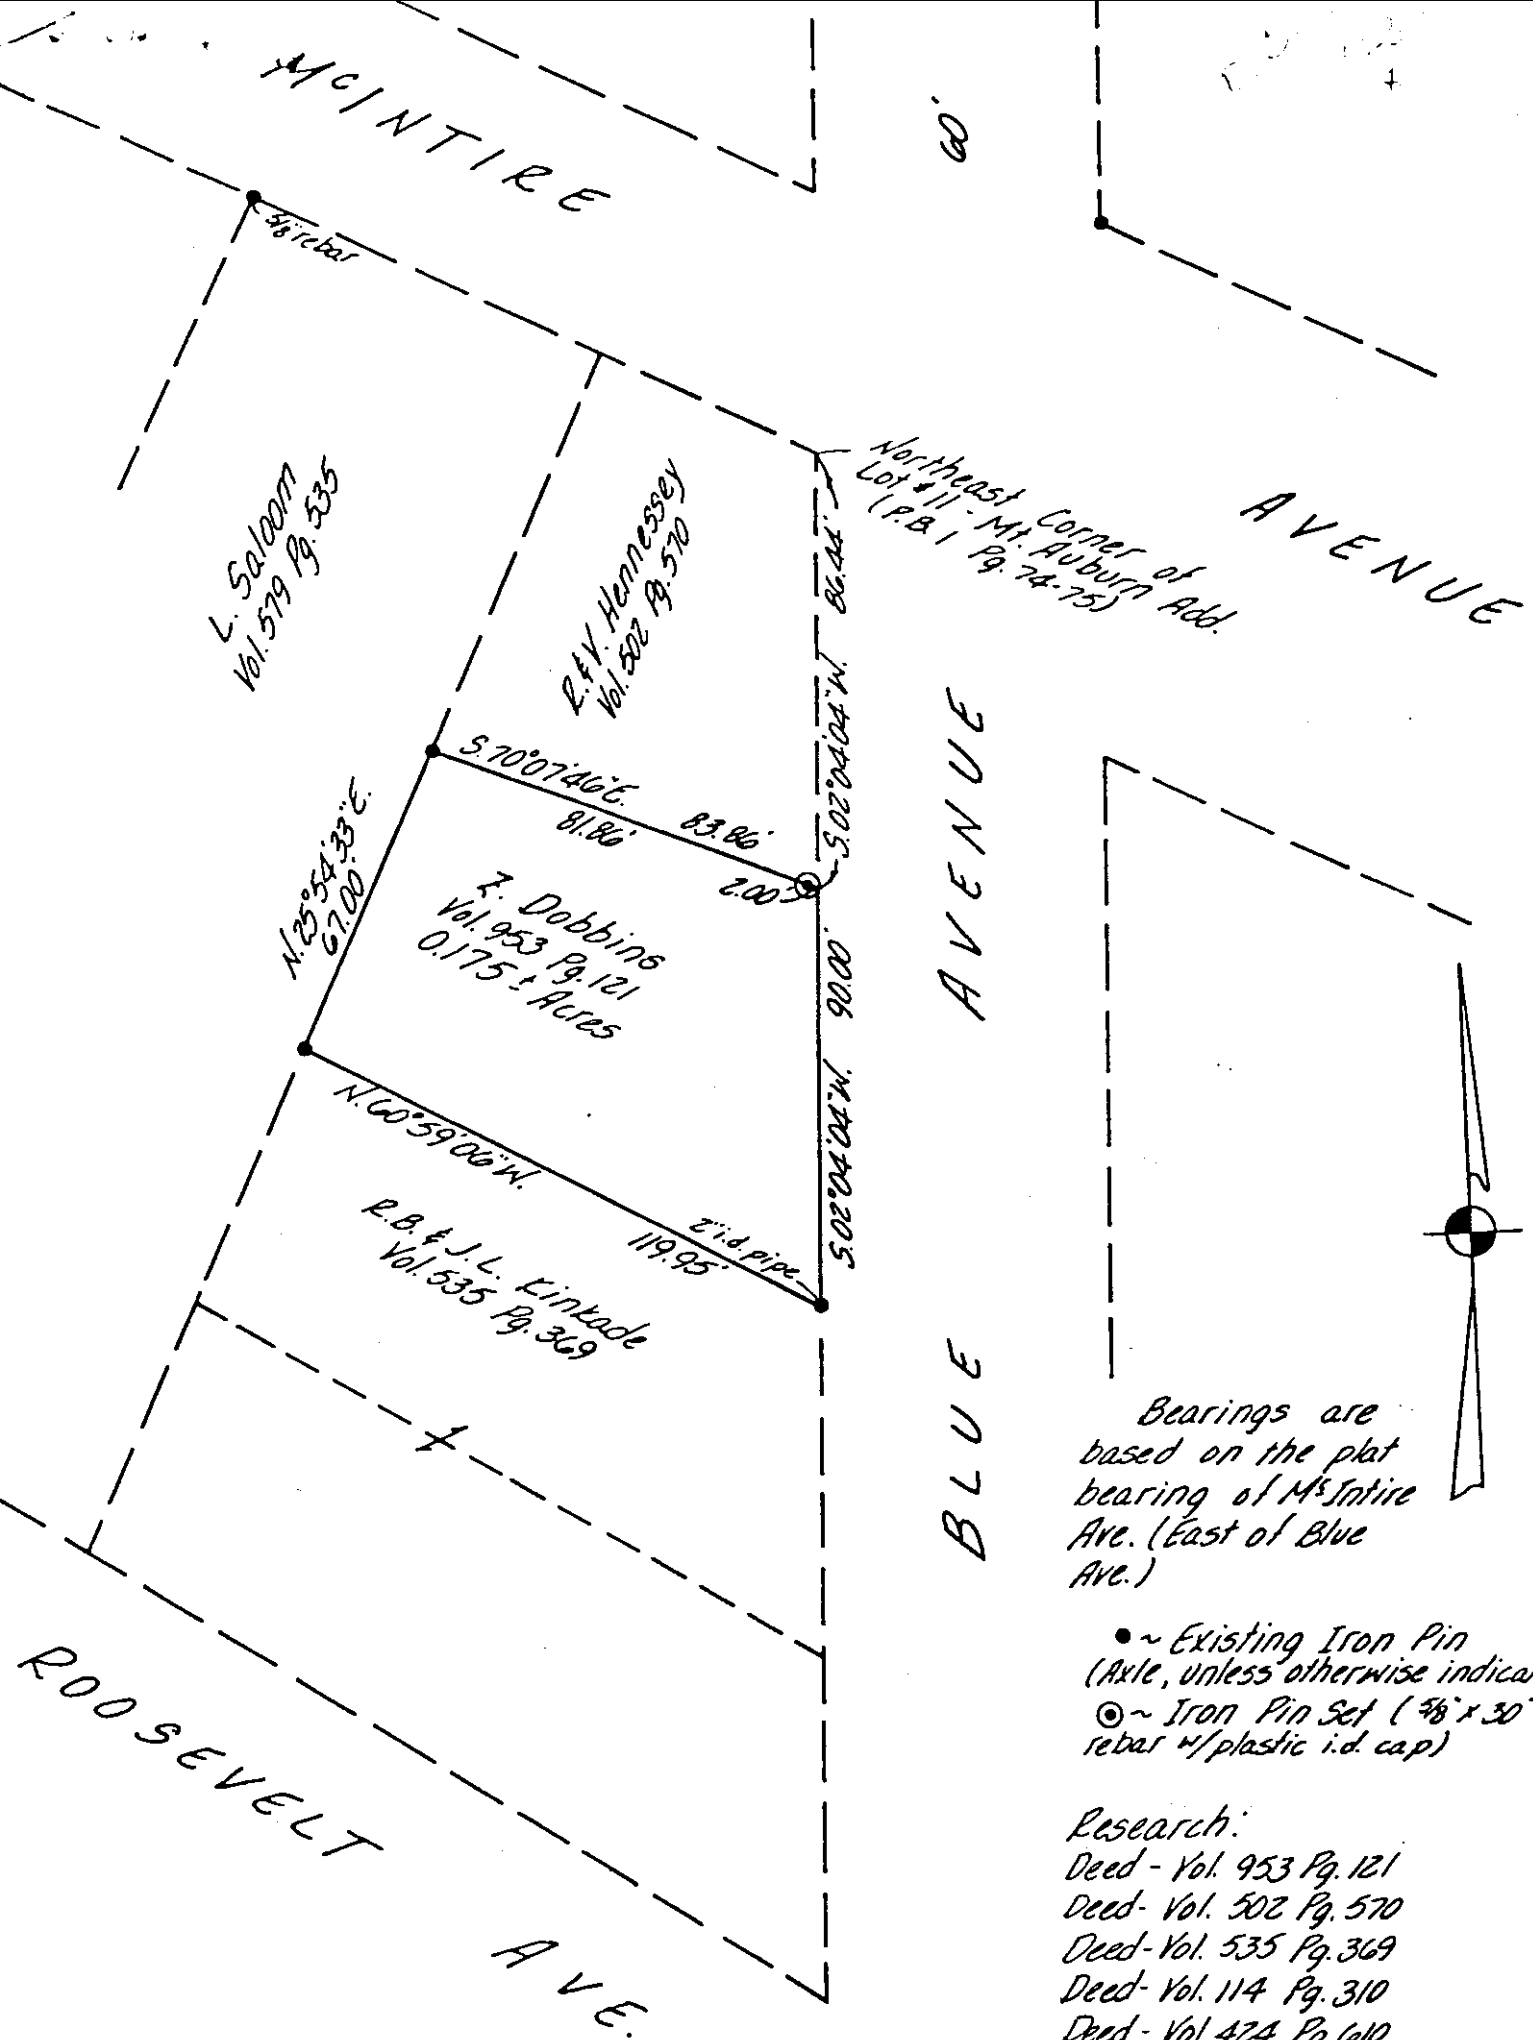 McINTIRE
60'
5/8" rebar
Northeast Corner of
Lot #11 - Mt. Auburn Add.
(P.B. 1 Pg. 74-75)
AVENUE
L. Saloom
Vol. 579 Pg. 535
R. & V. Hennessey
Vol. 502 Pg. 570
86.44'
S.02°04'04"W.
S.70°07'46"E.
81.86'
83.86'
2.00'
N.25°54'33"E.
67.00'
Z. Dobbins
Vol. 953 Pg. 121
0.175 ± Acres
90.00'
S.02°04'04"W.
AVENUE
BLUE
N.60°59'06"W.
119.95'
2" i.d. pipe
R.B. & J.L. Kinkade
Vol. 535 Pg. 369
Bearings are
based on the plat
bearing of McIntire
Ave. (East of Blue
Ave.)
~ Existing Iron Pin
(Axle, unless otherwise indica
~ Iron Pin Set (5/8" x 30"
rebar w/plastic i.d. cap)
ROOSEVELT
AVE.
Research:
Deed - Vol. 953 Pg. 121
Deed - Vol. 502 Pg. 570
Deed - Vol. 535 Pg. 369
Deed - Vol. 114 Pg. 310
Deed - Vol. 424 Pg. 610